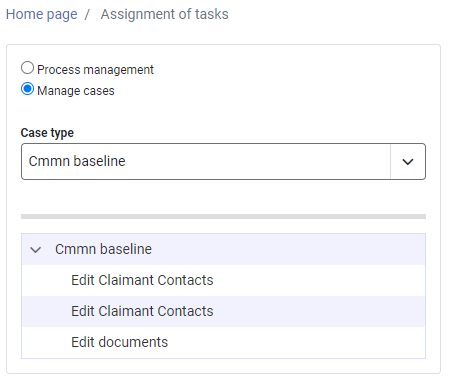 Home page / Assignment of tasks
Process management
Manage cases
Case type
Cmmn baseline
Cmmn baseline
Edit Claimant Contacts
Edit Claimant Contacts
Edit documents